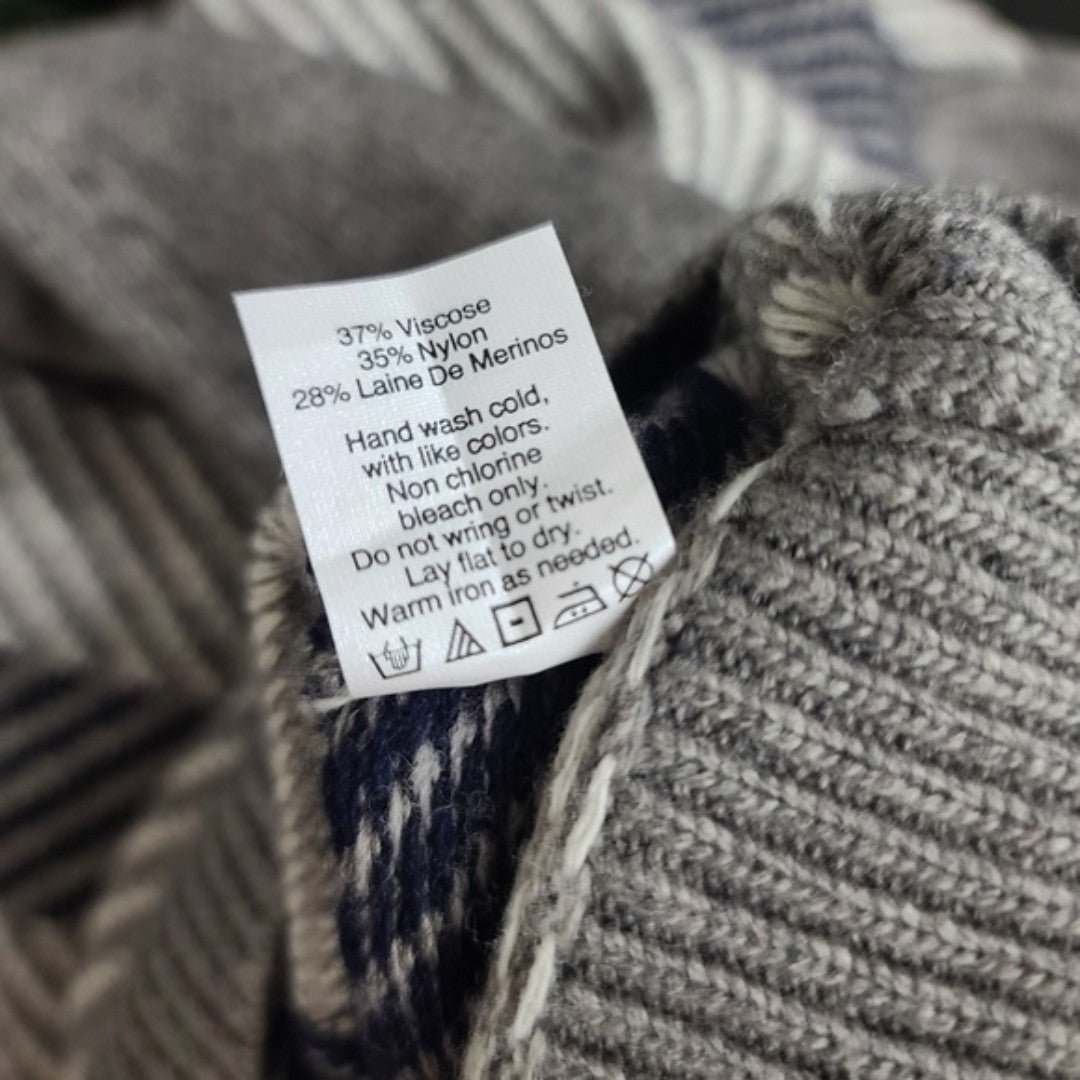 37% Viscose
35% Nylon
28% Laine De Merinos
Hand wash cold,
with like colors.
Non chlorine
bleach only.
Do not wring or twist.
Lay flat to dry.
Warm iron as needed.